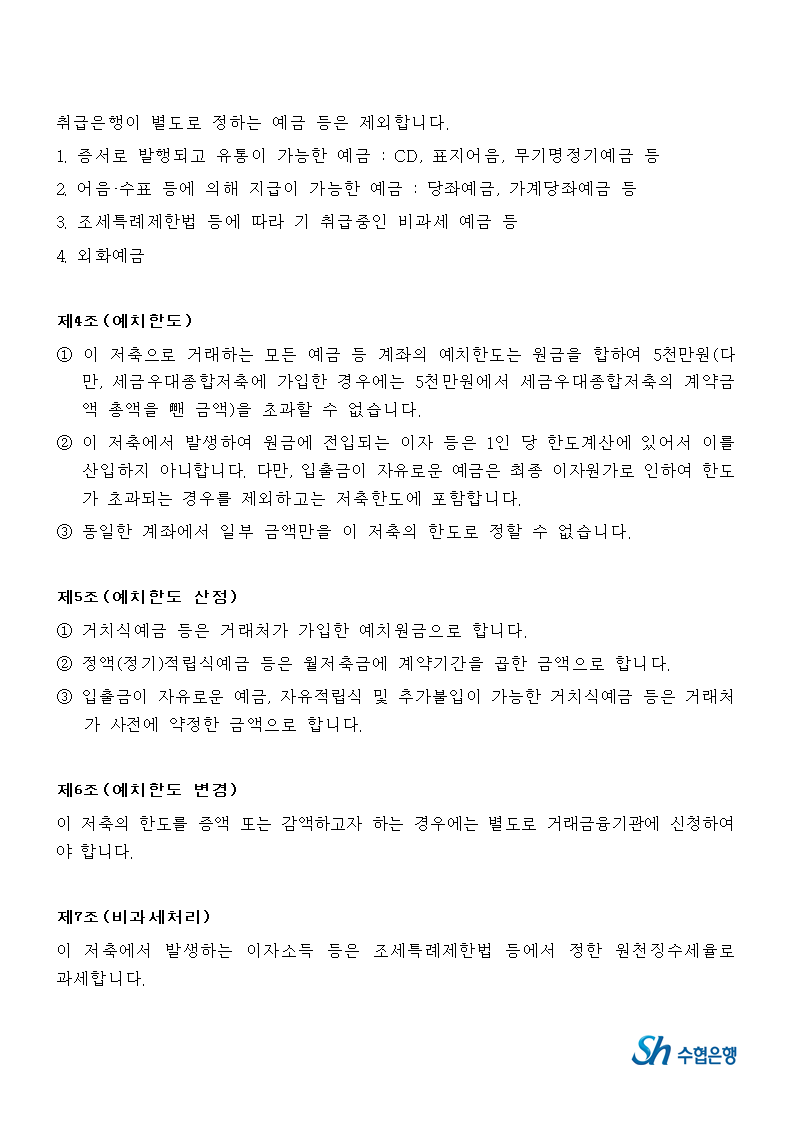 취급은행이 별도로 정하는 예금 등은 제외합니다.
1. 증서로 발행되고 유통이 가능한 예금 : CD, 표지어음, 무기명정기예금 등
2. 어음·수표 등에 의해 지급이 가능한 예금 : 당좌예금, 가계당좌예금 등
3. 조세특례제한법 등에 따라 기 취급중인 비과세 예금 등
4. 외화예금
제4조(예치한도)
① 이 저축으로 거래하는 모든 예금 등 계좌의 예치한도는 원금을 합하여 5천만원(다
만, 세금우대종합저축에 가입한 경우에는 5천만원에서 세금우대종합저축의 계약금
액 총액을 뺀 금액)을 초과할 수 없습니다.
② 이 저축에서 발생하여 원금에 전입되는 이자 등은 1인 당 한도계산에 있어서 이를
산입하지 아니합니다. 다만, 입출금이 자유로운 예금은 최종 이자원가로 인하여 한도
가 초과되는 경우를 제외하고는 저축한도에 포함합니다.
③ 동일한 계좌에서 일부 금액만을 이 저축의 한도로 정할 수 없습니다.
제5조(예치한도 산정)
① 거치식예금 등은 거래처가 가입한 예치원금으로 합니다.
② 정액(정기)적립식예금 등은 월저축금에 계약기간을 곱한 금액으로 합니다.
③ 입출금이 자유로운 예금, 자유적립식 및 추가불입이 가능한 거치식예금 등은 거래처
가 사전에 약정한 금액으로 합니다.
제6조(예치한도 변경)
이 저축의 한도를 증액 또는 감액하고자 하는 경우에는 별도로 거래금융기관에 신청하여
야 합니다.
제7조(비과세처리)
이 저축에서 발생하는 이자소득 등은 조세특례제한법 등에서 정한 원천징수세율로
과세합니다.
Sh 수협은행